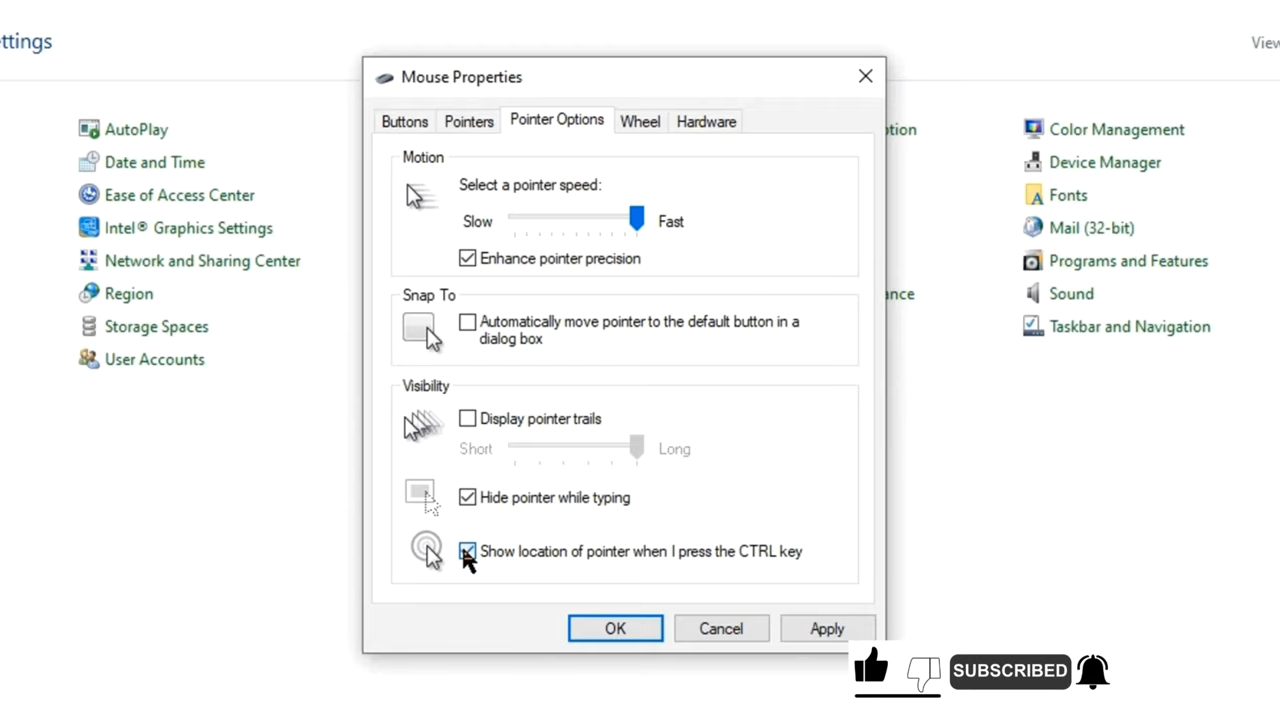 ettings
View
Mouse Properties
Buttons
Pointers
Pointer Options
Wheel
Hardware
AutoPlay
Date and Time
Ease of Access Center
Intel® Graphics Settings
Network and Sharing Center
Region
Storage Spaces
User Accounts
Motion
Select a pointer speed:
Slow
Fast
Enhance pointer precision
Snap To
Automatically move pointer to the default button in a
dialog box
Visibility
Display pointer trails
Short
Long
Hide pointer while typing
Show location of pointer when I press the CTRL key
OK
Cancel
Apply
ption
ance
Color Management
Device Manager
Fonts
Mail (32-bit)
Programs and Features
Sound
Taskbar and Navigation
SUBSCRIBED